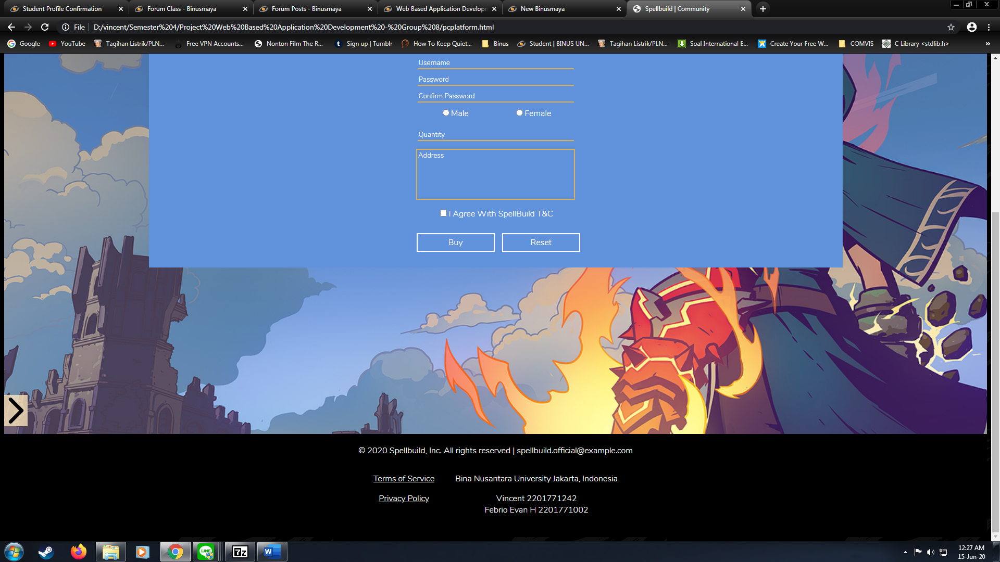 Student Profile Confirmation
Forum Class - Binusmaya
Forum Posts - Binusmaya
Web Based Application Develop
New Binusmaya
Spellbuild | Community
File | D:/vincent/Semester%204/Project%20Web%20Based%20Application%20Development%20-%20Group%208/pcplatform.html
Google
YouTube
Tagihan Listrik/PLN...
Free VPN Accounts...
Nonton Film The R...
Sign up | Tumblr
How To Keep Quiet...
Binus
Student | BINUS UN...
Tagihan Listrik/PLN...
Soal International E...
Create Your Free W...
COMVIS
C Library <stdlib.h>
»
Username
Password
Confirm Password
Male Female
Quantity
Address
I Agree With SpellBuild T&C
Buy Reset
© 2020 Spellbuild, Inc. All rights reserved | spellbuild.official@example.com
Terms of Service Bina Nusantara University Jakarta, Indonesia
Privacy Policy Vincent 2201771242
Febrio Evan H 2201771002
LINE
7z
W
12:27 AM
15-Jun-20